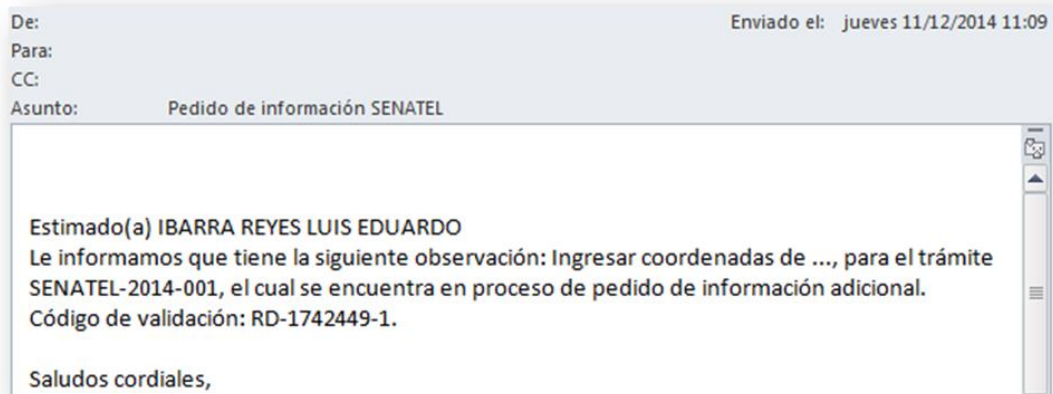 De:
Enviado el: jueves 11/12/2014 11:09
Para:
CC:
Asunto: Pedido de información SENATEL
Estimado(a) IBARRA REYES LUIS EDUARDO
Le informamos que tiene la siguiente observación: Ingresar coordenadas de ..., para el trámite
SENATEL-2014-001, el cual se encuentra en proceso de pedido de información adicional.
Código de validación: RD-1742449-1.
Saludos cordiales,